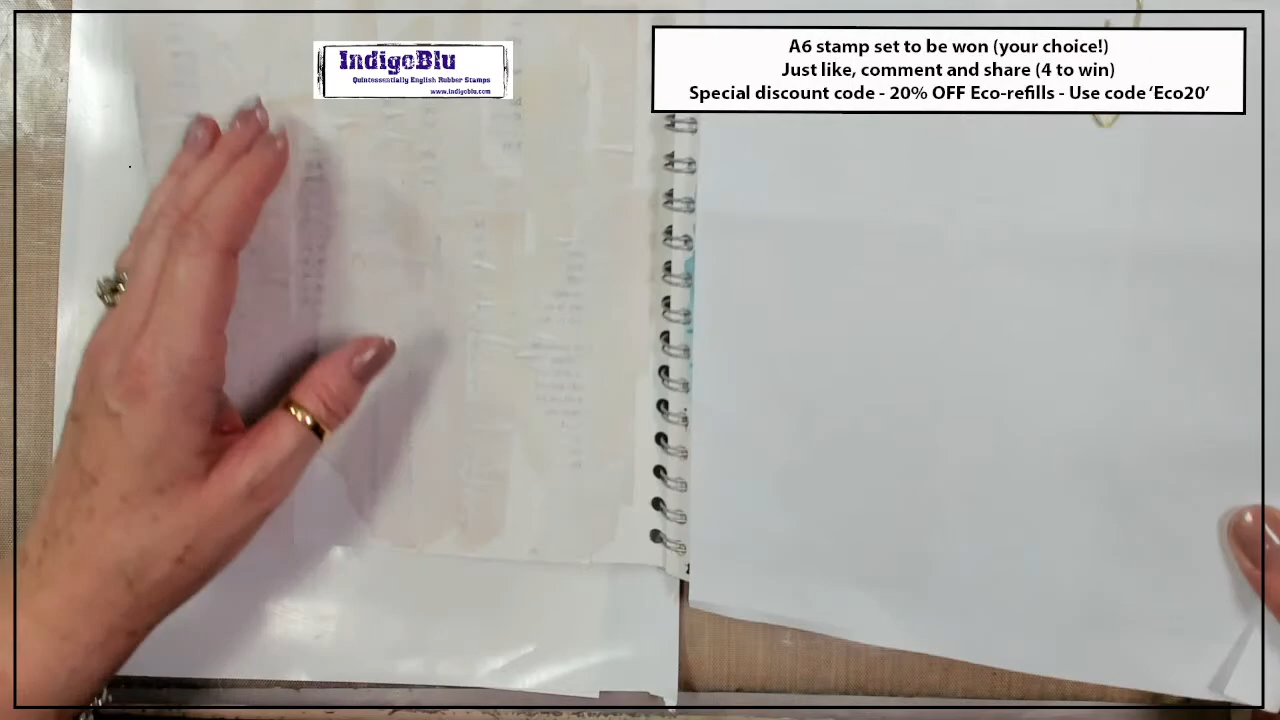 IndigoBlu
Quintessentially English Rubber Stamps
www.indigoblu.com
A6 stamp set to be won (your choice!)
Just like, comment and share (4 to win)
Special discount code - 20% OFF Eco-refills - Use code ‘Eco20’